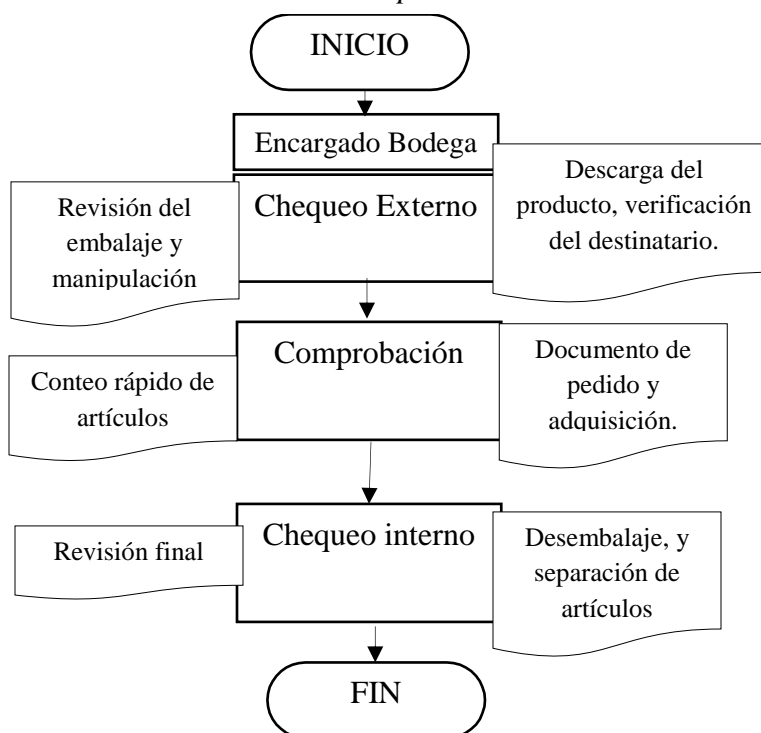 INICIO
Encargado Bodega
Chequeo Externo
Revisión del
embalaje y
manipulación
Descarga del
producto, verificación
del destinatario.
Comprobación
Conteo rápido de
artículos
Documento de
pedido y
adquisición.
Chequeo interno
Revisión final
Desembalaje, y
separación de
artículos
FIN